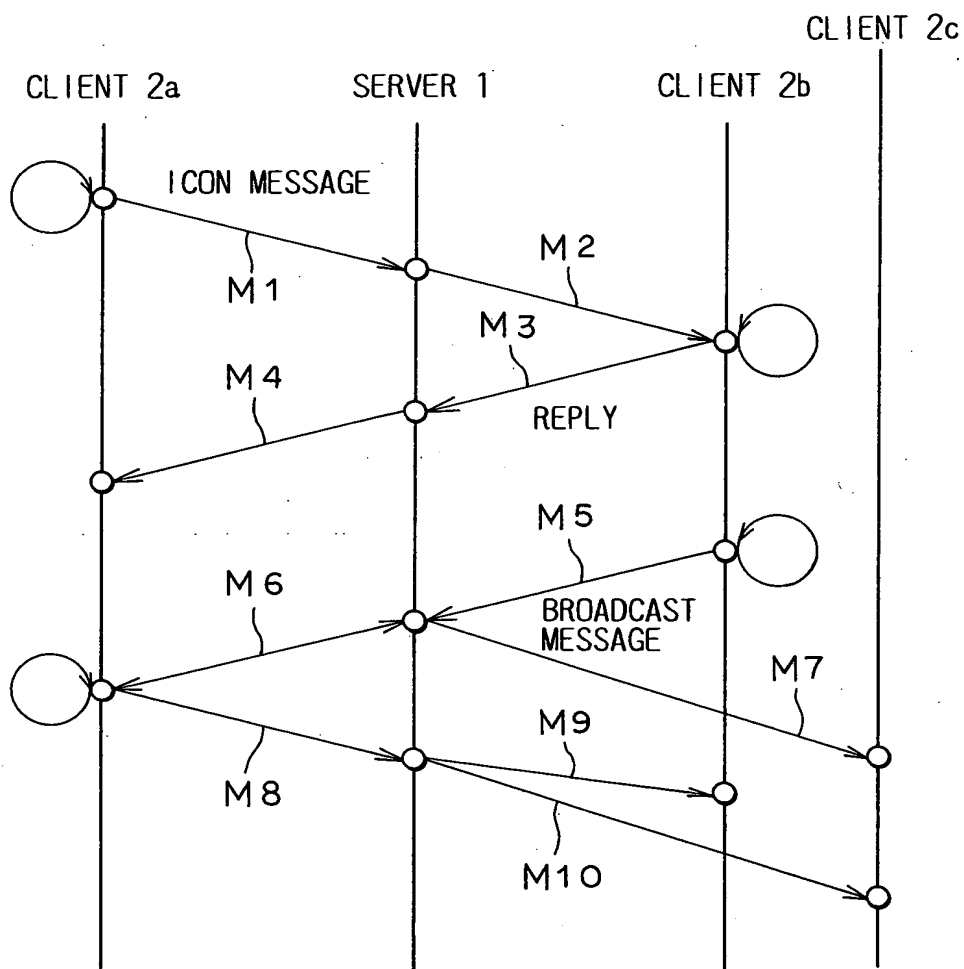 CLIENT 2c
CLIENT 2a
SERVER 1
CLIENT 2b
ICON MESSAGE
M1
M2
M3
M4
REPLY
M5
M6
BROADCAST
MESSAGE
M7
M8
M9
M10